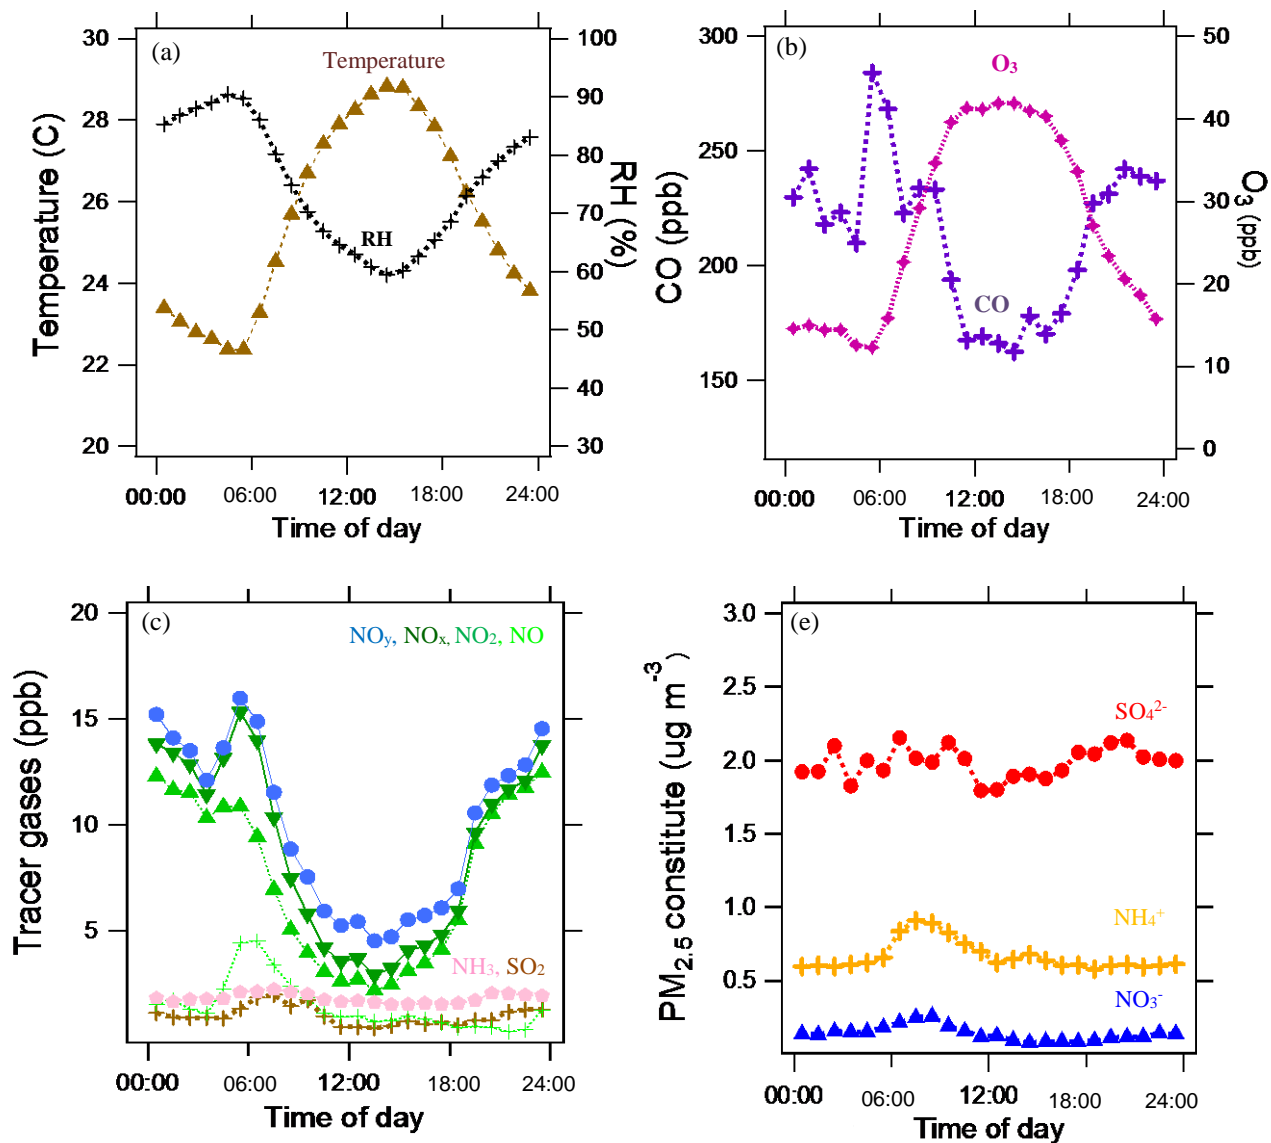 (a)
Temperature
RH
Temperature (C)
30
28
26
24
22
20
100
90
80
70
60
50
40
30
RH (%)
00:00 06:00 12:00 18:00 24:00
Time of day
(b)
O₃
CO
CO (ppb)
300
250
200
150
50
40
30
20
10
0
O₃ (ppb)
00:00 06:00 12:00 18:00 24:00
Time of day
(c)
NOy, NOx, NO₂, NO
NH₃, SO₂
Tracer gases (ppb)
20
15
10
5
00:00 06:00 12:00 18:00 24:00
Time of day
(e)
SO₄²⁻
NH₄⁺
NO₃⁻
PM₂.₅ constitute (ug m⁻³)
3.0
2.5
2.0
1.5
1.0
0.5
00:00 06:00 12:00 18:00 24:00
Time of day